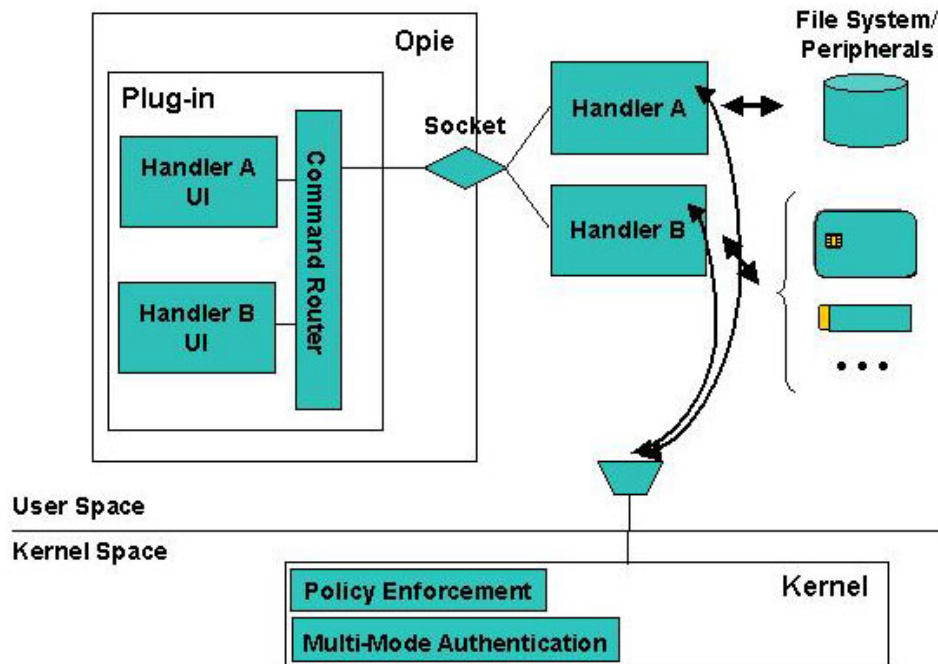 Opie
File System/
Peripherals
Plug-in
Socket
Handler A
Handler A
UI
Command Router
Handler B
Handler B
UI
User Space
Kernel Space
Policy Enforcement
Kernel
Multi-Mode Authentication